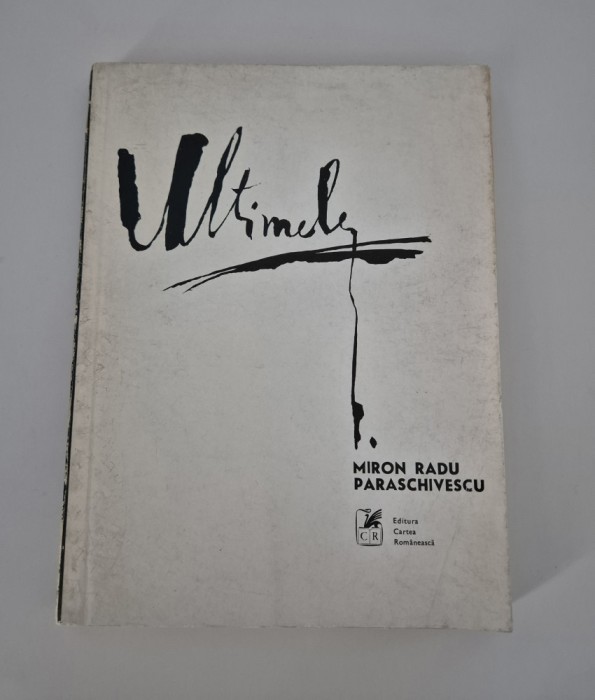 Ultimele
MIRON RADU
PARASCHIVESCU
CR
Editura
Cartea
Românească